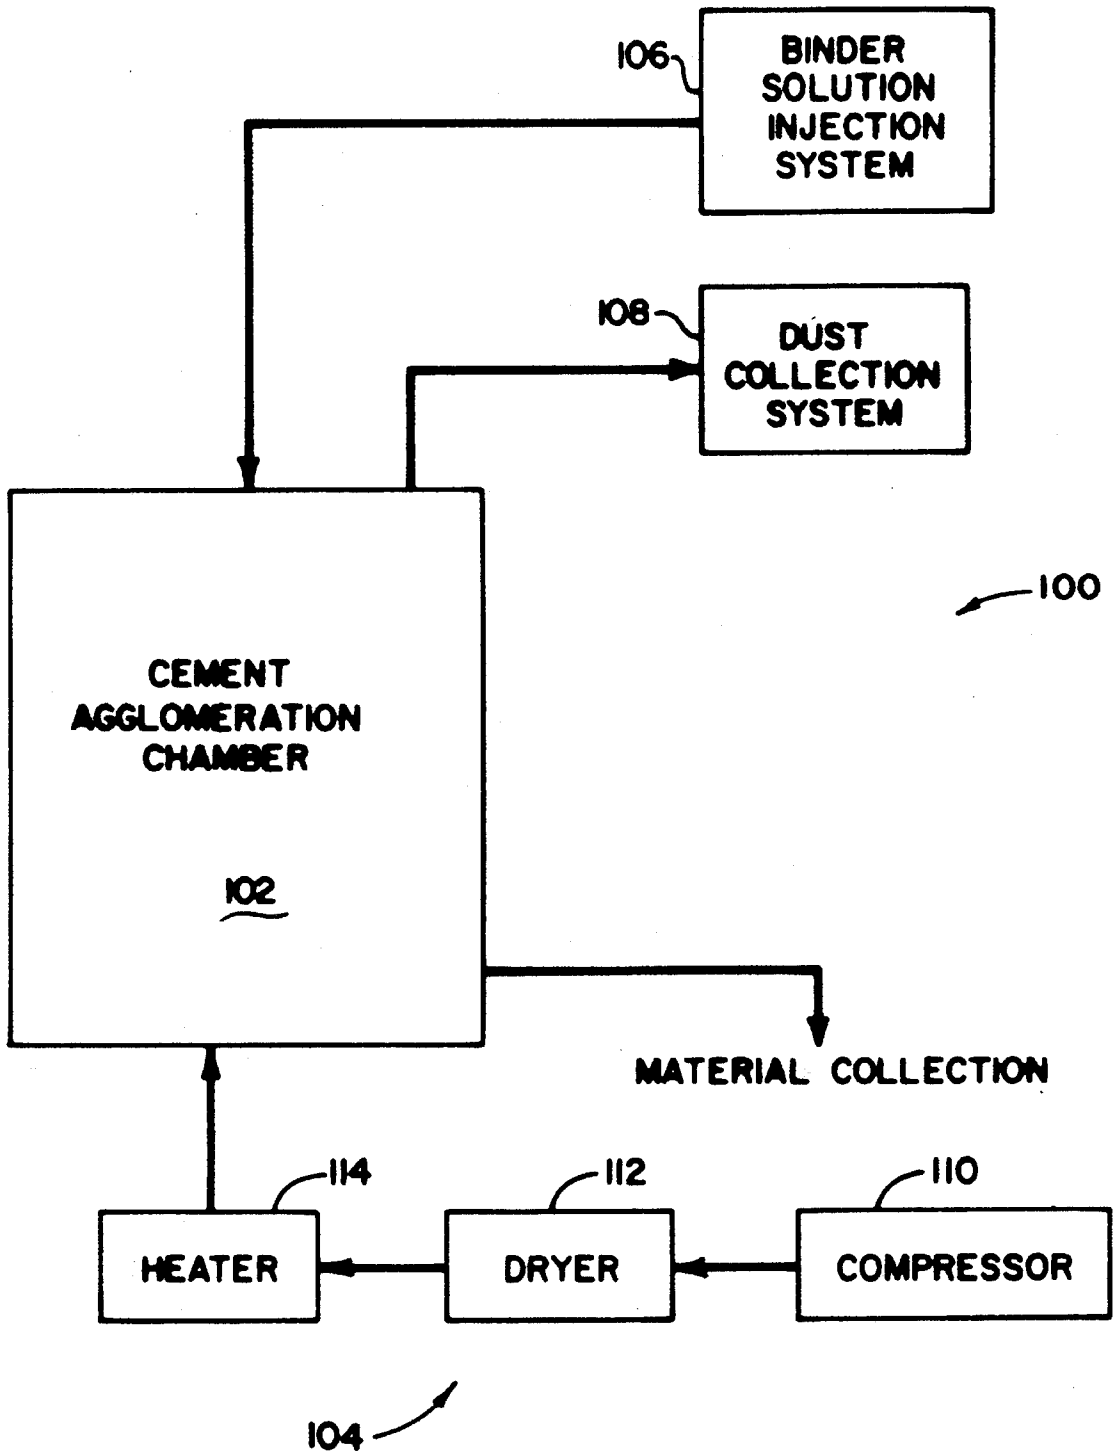 106
BINDER
SOLUTION
INJECTION
SYSTEM
108
DUST
COLLECTION
SYSTEM
100
CEMENT
AGGLOMERATION
CHAMBER
102
MATERIAL COLLECTION
114
112
110
HEATER
DRYER
COMPRESSOR
104